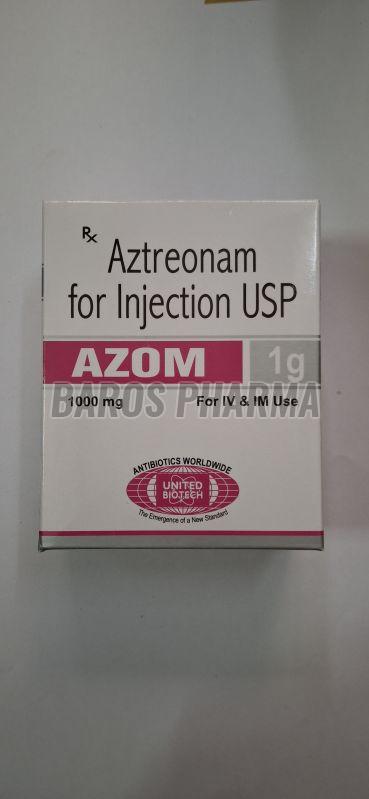 Rx Aztreonam
for Injection USP
AZOM 1g
BAROS PHARMA
1000 mg For IV & IM Use
ANTIBIOTICS WORLDWIDE
UNITED
BIOTECH
The Emergence of a New Standard